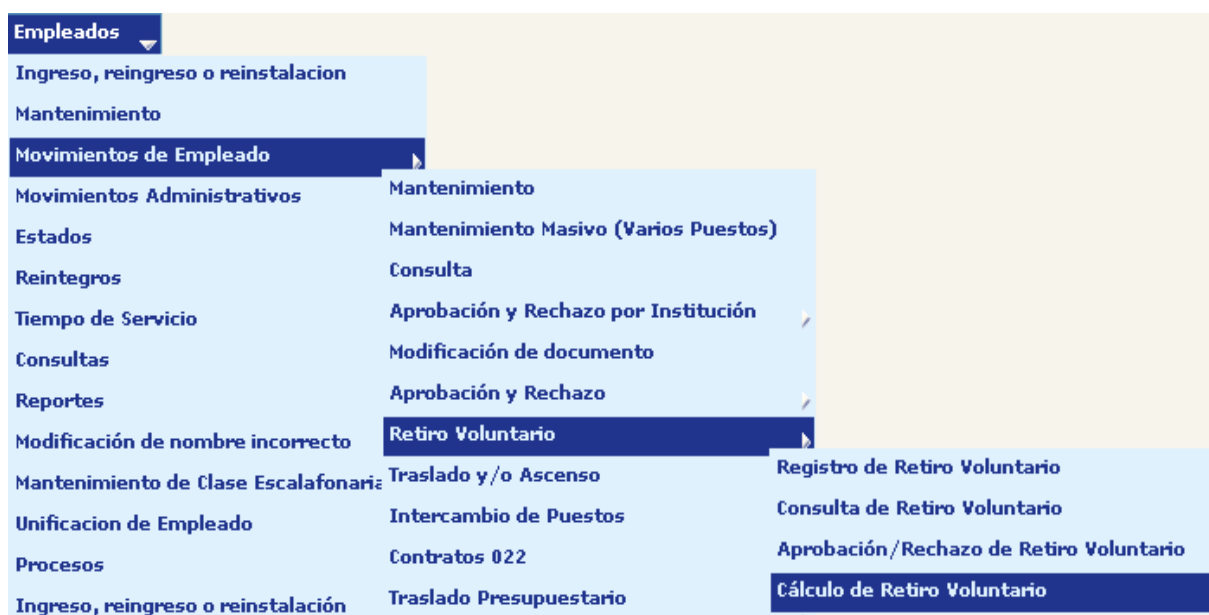 Empleados
Ingreso, reingreso o reinstalacion
Mantenimiento
Movimientos de Empleado
Movimientos Administrativos
Estados
Reintegros
Tiempo de Servicio
Consultas
Reportes
Modificación de nombre incorrecto
Mantenimiento de Clase Escalafonaria
Unificacion de Empleado
Procesos
Ingreso, reingreso o reinstalación
Mantenimiento
Mantenimiento Masivo (Varios Puestos)
Consulta
Aprobación y Rechazo por Institución
Modificación de documento
Aprobación y Rechazo
Retiro Voluntario
Traslado y/o Ascenso
Intercambio de Puestos
Contratos 022
Traslado Presupuestario
Registro de Retiro Voluntario
Consulta de Retiro Voluntario
Aprobación/Rechazo de Retiro Voluntario
Cálculo de Retiro Voluntario